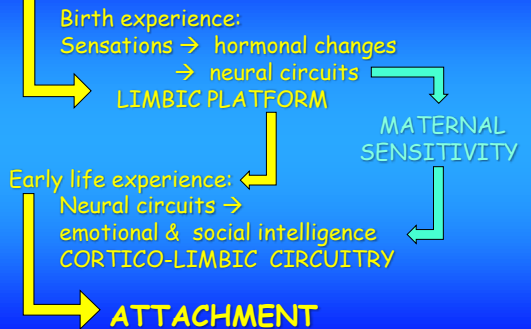 Birth experience:
Sensations → hormonal changes
→ neural circuits
LIMBIC PLATFORM
MATERNAL
SENSITIVITY
Early life experience:
Neural circuits →
emotional & social intelligence
CORTICO-LIMBIC CIRCUITRY
ATTACHMENT